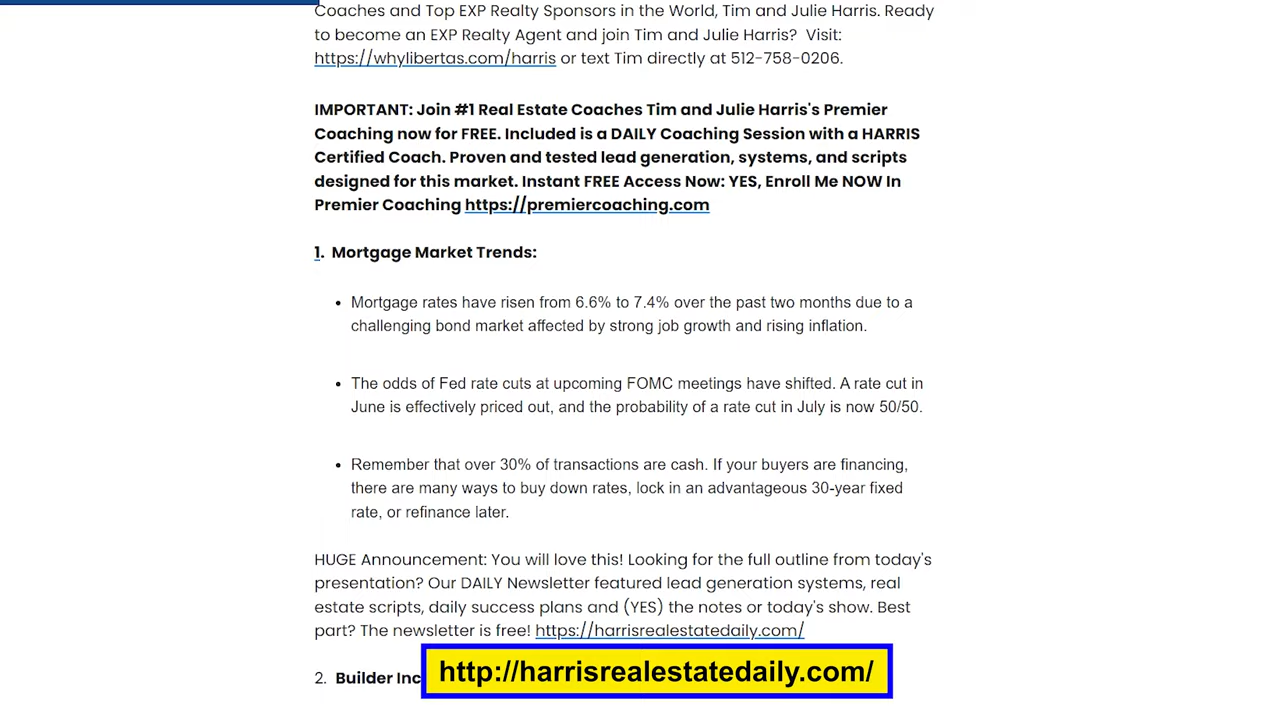 Coaches and Top EXP Realty Sponsors in the World, Tim and Julie Harris. Ready
to become an EXP Realty Agent and join Tim and Julie Harris? Visit:
https://whylibertas.com/harris or text Tim directly at 512-758-0206.
IMPORTANT: Join #1 Real Estate Coaches Tim and Julie Harris's Premier
Coaching now for FREE. Included is a DAILY Coaching Session with a HARRIS
Certified Coach. Proven and tested lead generation, systems, and scripts
designed for this market. Instant FREE Access Now: YES, Enroll Me NOW In
Premier Coaching https://premiercoaching.com
1. Mortgage Market Trends:
• Mortgage rates have risen from 6.6% to 7.4% over the past two months due to a
challenging bond market affected by strong job growth and rising inflation.
• The odds of Fed rate cuts at upcoming FOMC meetings have shifted. A rate cut in
June is effectively priced out, and the probability of a rate cut in July is now 50/50.
• Remember that over 30% of transactions are cash. If your buyers are financing,
there are many ways to buy down rates, lock in an advantageous 30-year fixed
rate, or refinance later.
HUGE Announcement: You will love this! Looking for the full outline from today's
presentation? Our DAILY Newsletter featured lead generation systems, real
estate scripts, daily success plans and (YES) the notes or today's show. Best
part? The newsletter is free! https://harrisrealestatedaily.com/
2. Builder Inc
http://harrisrealestatedaily.com/